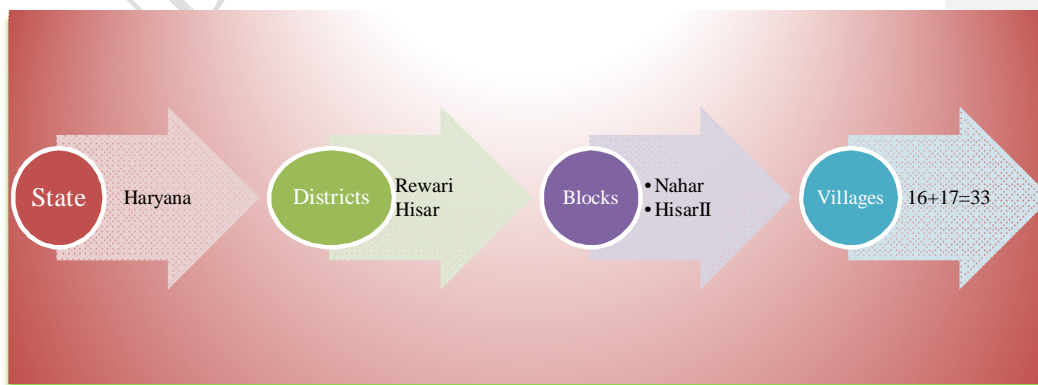 State
Haryana
Districts
Rewari
Hisar
Blocks
• Nahar
• HisarII
Villages
16+17=33